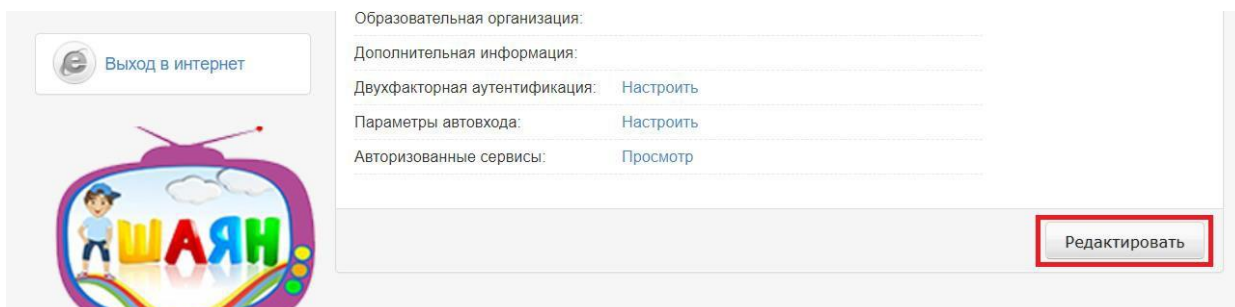 Образовательная организация:
Выход в интернет
Дополнительная информация:
Двухфакторная аутентификация: Настроить
Параметры автовхода: Настроить
Авторизованные сервисы: Просмотр
ШАЯН
Редактировать